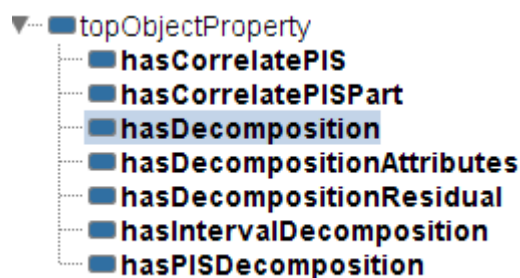 topObjectProperty
hasCorrelatePIS
hasCorrelatePISPart
hasDecomposition
hasDecompositionAttributes
hasDecompositionResidual
hasIntervalDecomposition
hasPISDecomposition